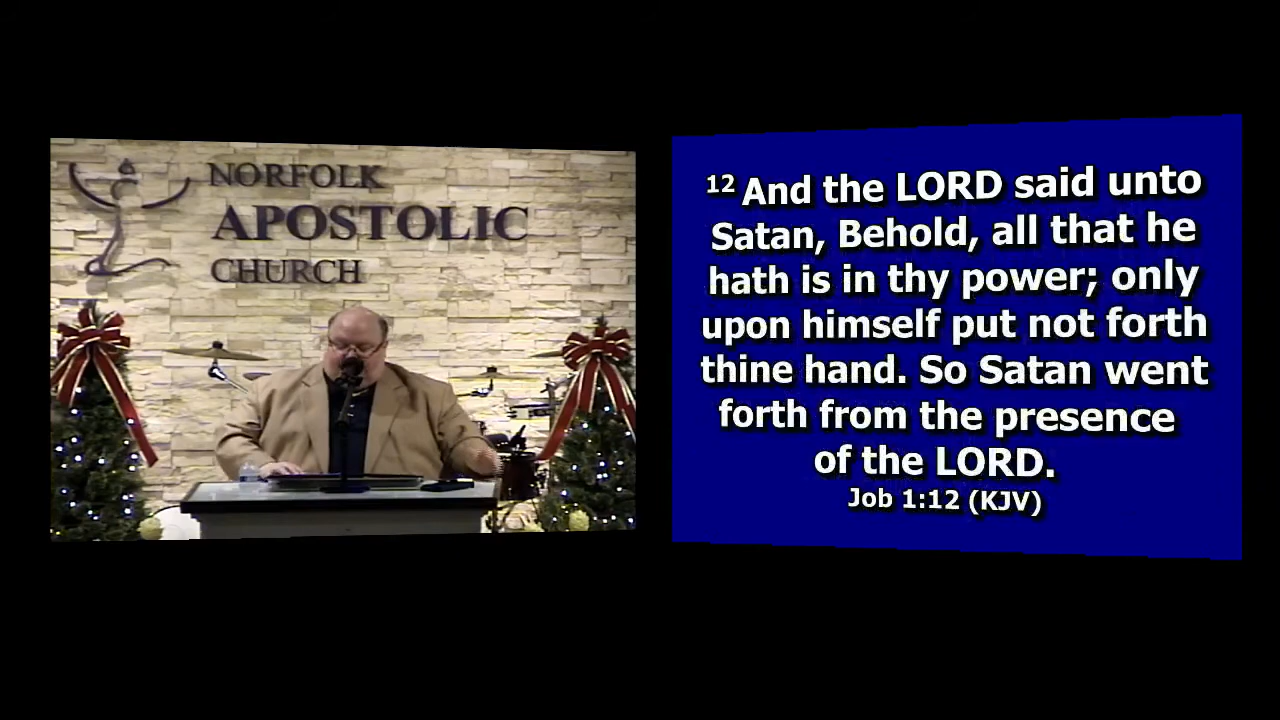 NORFOLK
APOSTOLIC
CHURCH
12 And the LORD said unto
Satan, Behold, all that he
hath is in thy power; only
upon himself put not forth
thine hand. So Satan went
forth from the presence
of the LORD.
Job 1:12 (KJV)